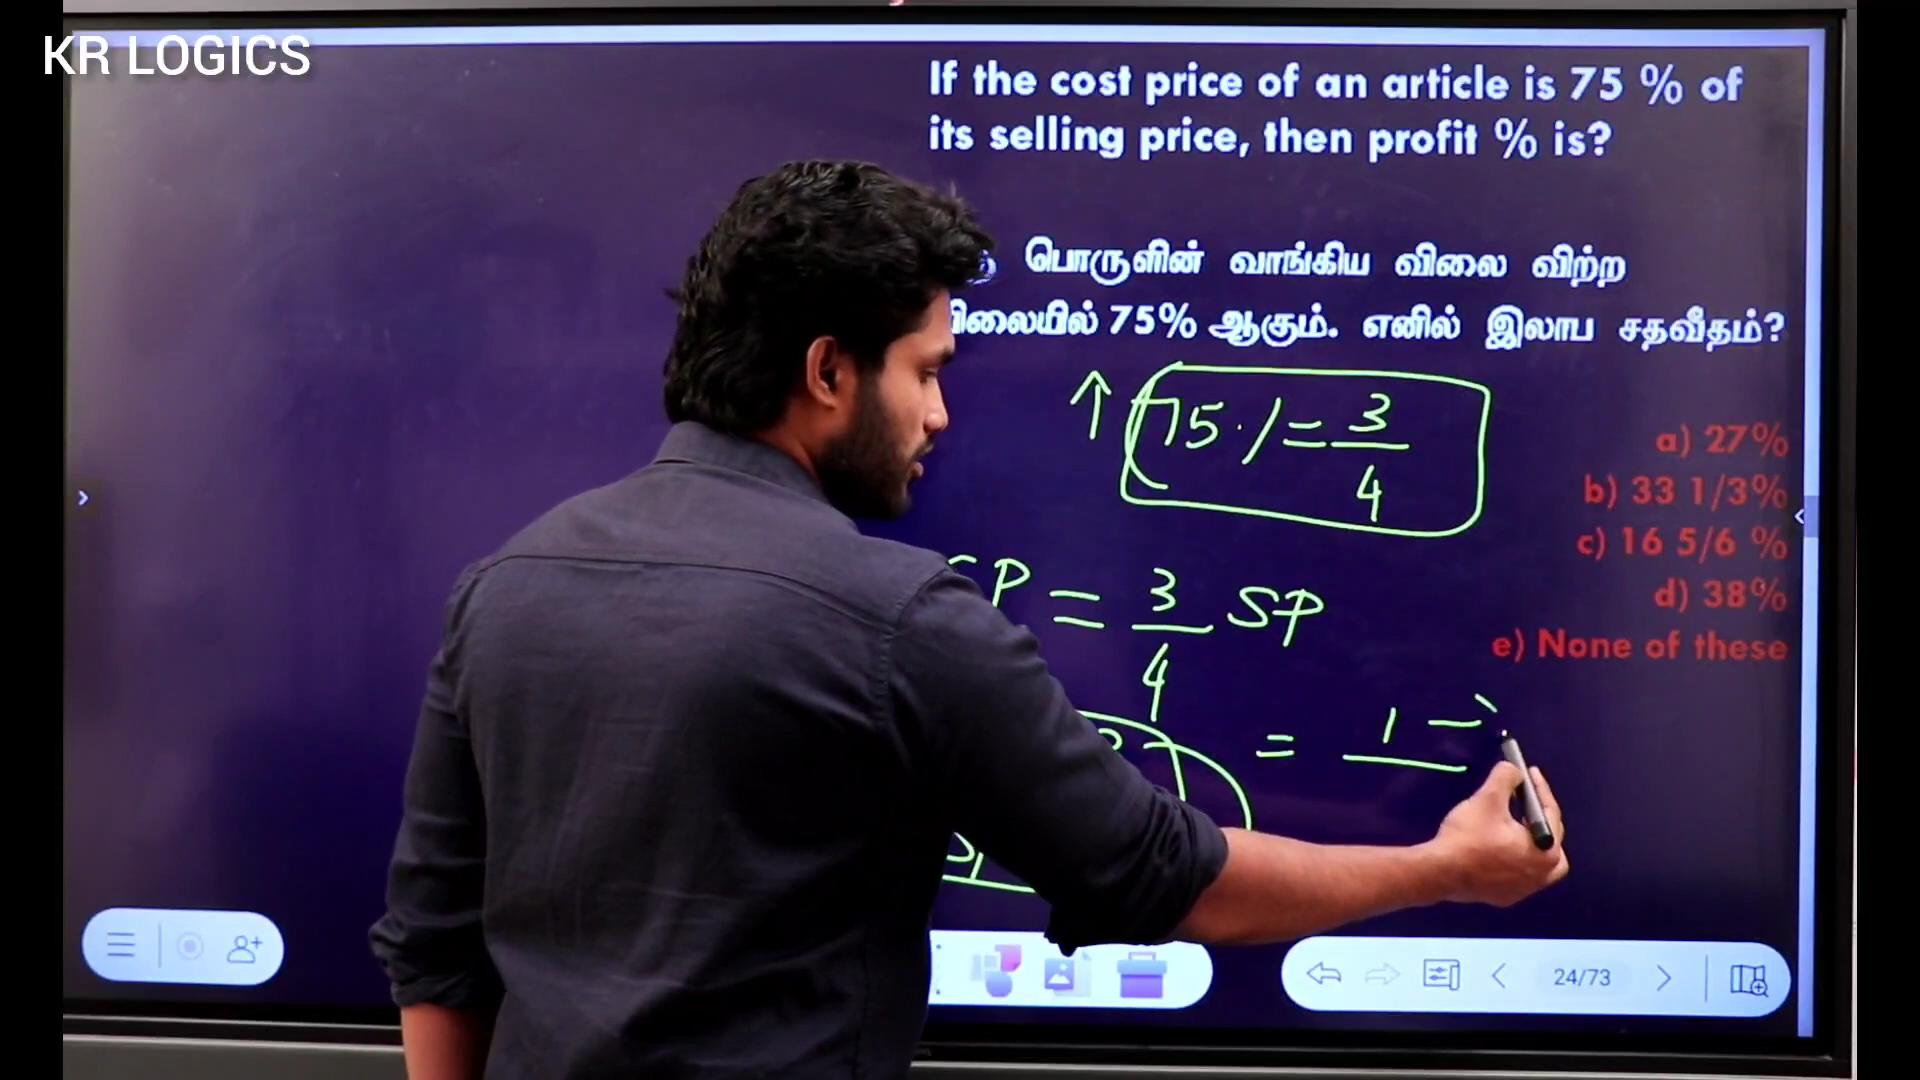 KR LOGICS
If the cost price of an article is 75 % of
its selling price, then profit % is?
பொருளின் வாங்கிய விலை விற்ற
விலையில் 75% ஆகும். எனில் இலாப சதவீதம்?
75% = 3/4
a) 27%
b) 33 1/3%
c) 16 5/6 %
d) 38%
e) None of these
CP = 3/4 SP
= 1
24/73